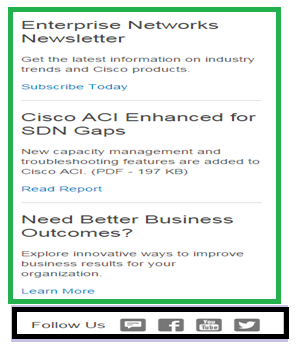 Enterprise Networks
Newsletter
Get the latest information on industry
trends and Cisco products.
Subscribe Today
Cisco ACI Enhanced for
SDN Gaps
New capacity management and
troubleshooting features are added to
Cisco ACI. (PDF - 197 KB)
Read Report
Need Better Business
Outcomes?
Explore innovative ways to improve
business results for your
organization.
Learn More
Follow Us f You Tube